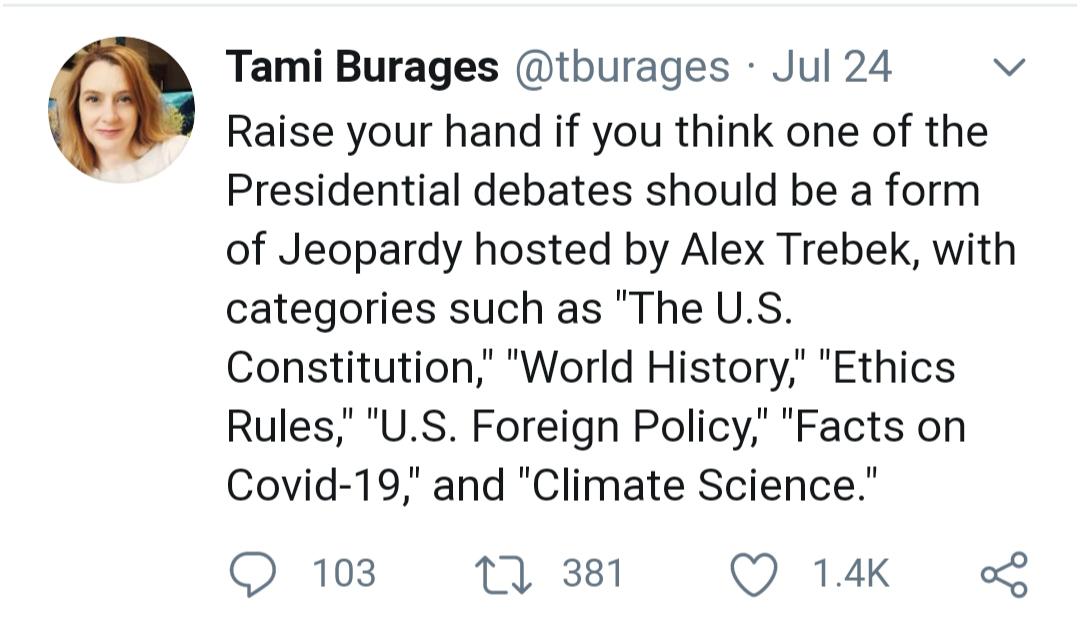 Tami Burages @tburages · Jul 24
Raise your hand if you think one of the
Presidential debates should be a form
of Jeopardy hosted by Alex Trebek, with
categories such as "The U.S.
Constitution," "World History," "Ethics
Rules," "U.S. Foreign Policy," "Facts on
Covid-19," and "Climate Science."
103 381 1.4K